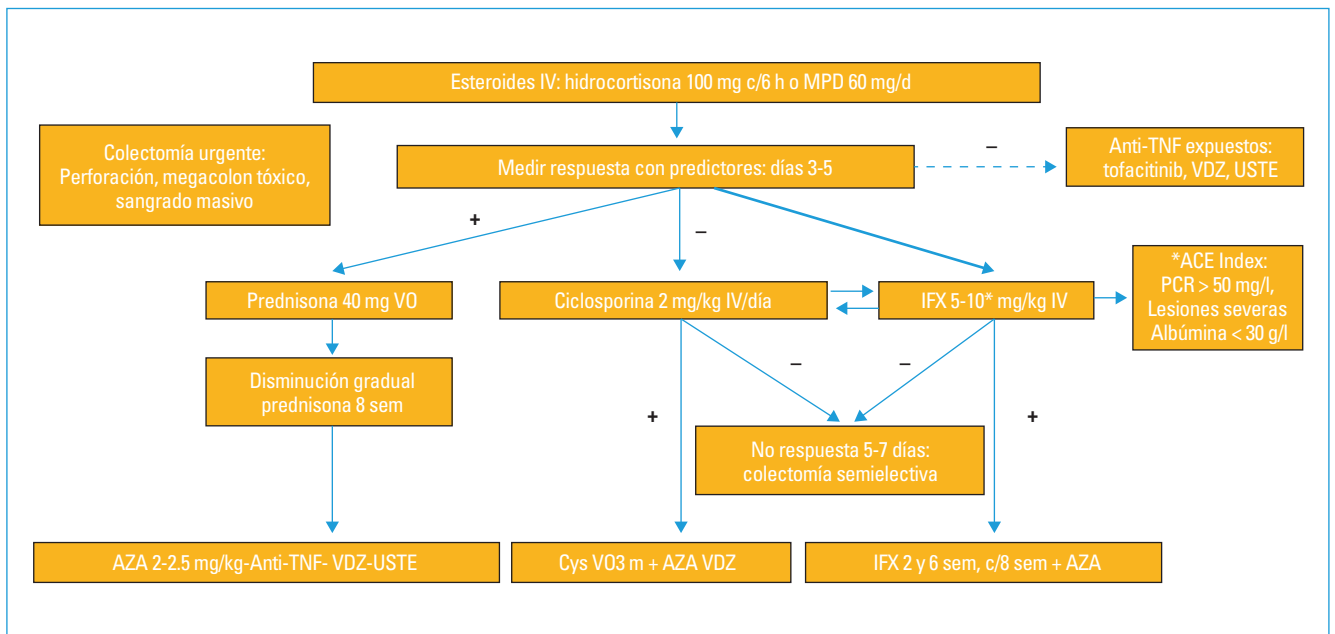 Esteroides IV: hidrocortisona 100 mg c/6 h o MPD 60 mg/d
Colectomía urgente:
Perforación, megacolon tóxico,
sangrado masivo
Medir respuesta con predictores: días 3-5
–
Anti-TNF expuestos:
tofacitinib, VDZ, USTE
+
–
Prednisona 40 mg VO
Ciclosporina 2 mg/kg IV/día
IFX 5-10* mg/kg IV
*ACE Index:
PCR > 50 mg/l,
Lesiones severas
Albúmina < 30 g/l
Disminución gradual
prednisona 8 sem
–
–
+
+
No respuesta 5-7 días:
colectomía semielectiva
AZA 2-2.5 mg/kg-Anti-TNF- VDZ-USTE
Cys VO3 m + AZA VDZ
IFX 2 y 6 sem, c/8 sem + AZA